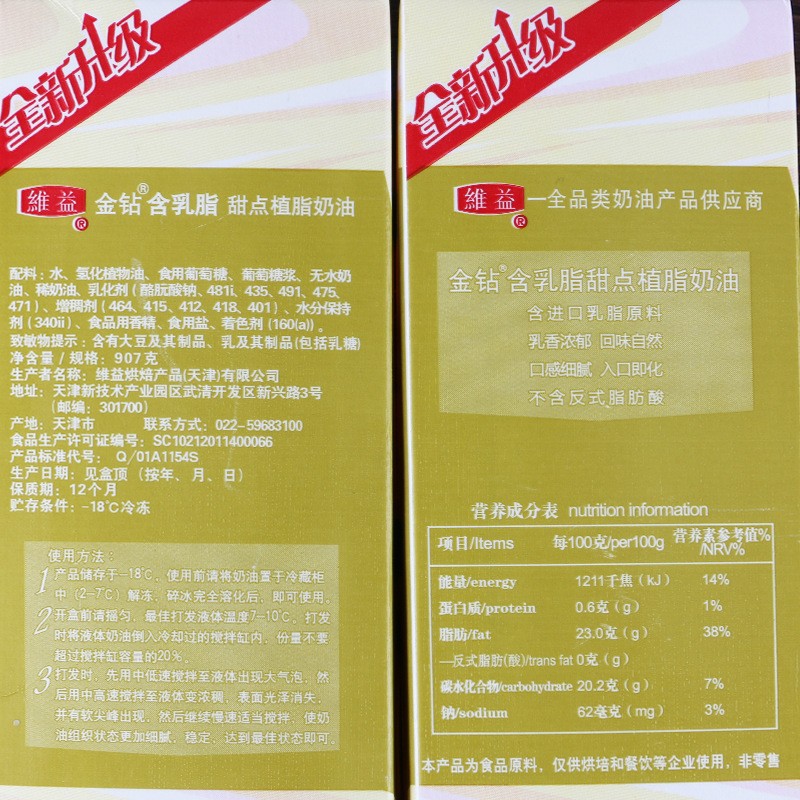 全新升级
維益® 金钻®含乳脂 甜点植脂奶油
配料：水、氢化植物油、食用葡萄糖、葡萄糖浆、无水奶
油、稀奶油、乳化剂（酪朊酸钠、481i、435、491、475、
471）、增稠剂（464、415、412、418、401）、水分保持
剂（340ii）、食品用香精、食用盐、着色剂（160(a)）。
致敏物提示：含有大豆及其制品、乳及其制品(包括乳糖)
净含量 / 规格：907克
生产者名称：维益烘焙产品(天津)有限公司
地址：天津新技术产业园区武清开发区新兴路3号
（邮编：301700）
产地：天津市 联系方式：022-59683100
食品生产许可证编号：SC10212011400066
产品标准代号： Q/01A1154S
生产日期：见盒顶（按年、月、日）
保质期：12个月
贮存条件：-18℃冷冻
使用方法：
1 产品储存于-18℃，使用前请将奶油置于冷藏柜
中（2-7℃）解冻，碎冰完全溶化后，即可使用。
2 开盒前请摇匀，最佳打发液体温度7-10℃，打发
时将液体奶油倒入冷却过的搅拌缸内，份量不要
超过搅拌缸容量的20%。
3 打发时，先用中低速搅拌至液体出现大气泡，然
后用中高速搅拌至液体变浓稠，表面光泽消失，
并有软尖峰出现，然后继续慢速适当搅拌，使奶
油组织状态更加细腻，稳定，达到最佳状态即可。
全新升级
維益® 一全品类奶油产品供应商
金钻®含乳脂甜点植脂奶油
含进口乳脂原料
乳香浓郁 回味自然
口感细腻 入口即化
不含反式脂肪酸
营养成分表 nutrition information
项目/Items 每100克/per100g 营养素参考值%/NRV%
能量/energy 1211千焦（kJ） 14%
蛋白质/protein 0.6克（g） 1%
脂肪/fat 23.0克（g） 38%
—反式脂肪(酸)/trans fat 0克（g）
碳水化合物/carbohydrate 20.2克（g） 7%
钠/sodium 62毫克（mg） 3%
本产品为食品原料，仅供烘培和餐饮等企业使用，非零售